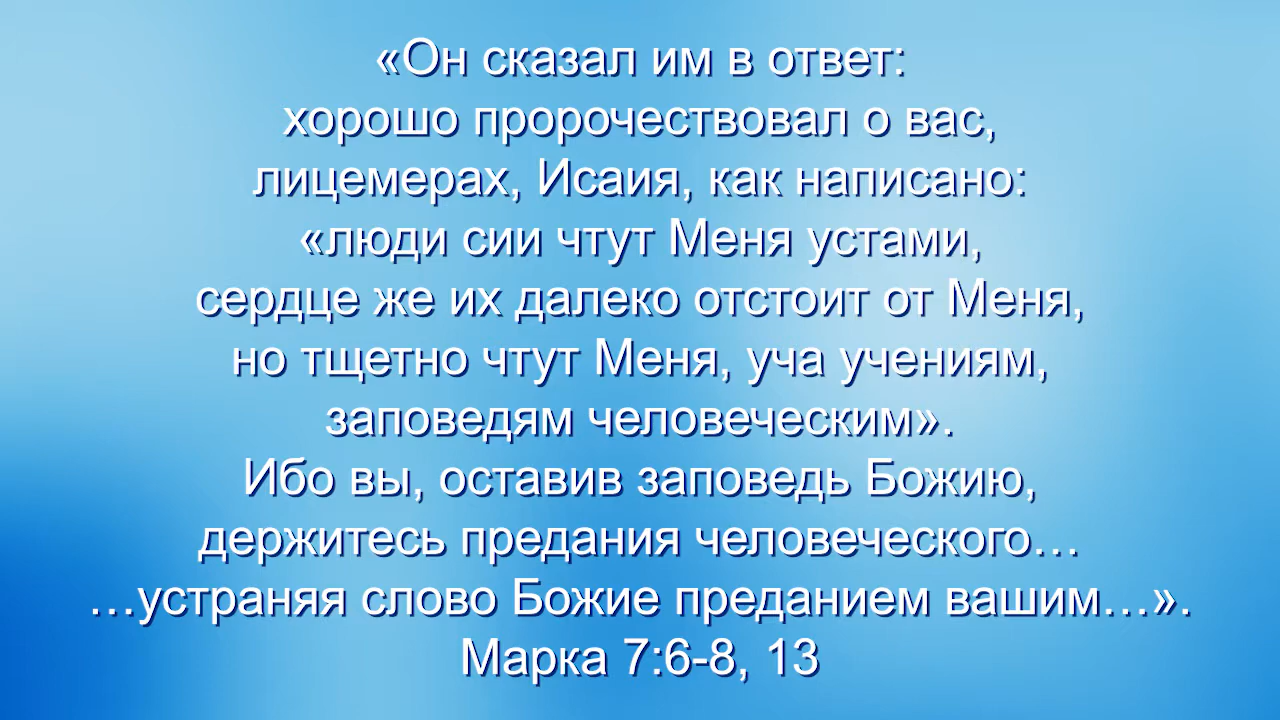 «Он сказал им в ответ:
хорошо пророчествовал о вас,
лицемерах, Исаия, как написано:
«люди сии чтут Меня устами,
сердце же их далеко отстоит от Меня,
но тщетно чтут Меня, уча учениям,
заповедям человеческим».
Ибо вы, оставив заповедь Божию,
держитесь предания человеческого…
…устраняя слово Божие преданием вашим…».
Марка 7:6-8, 13